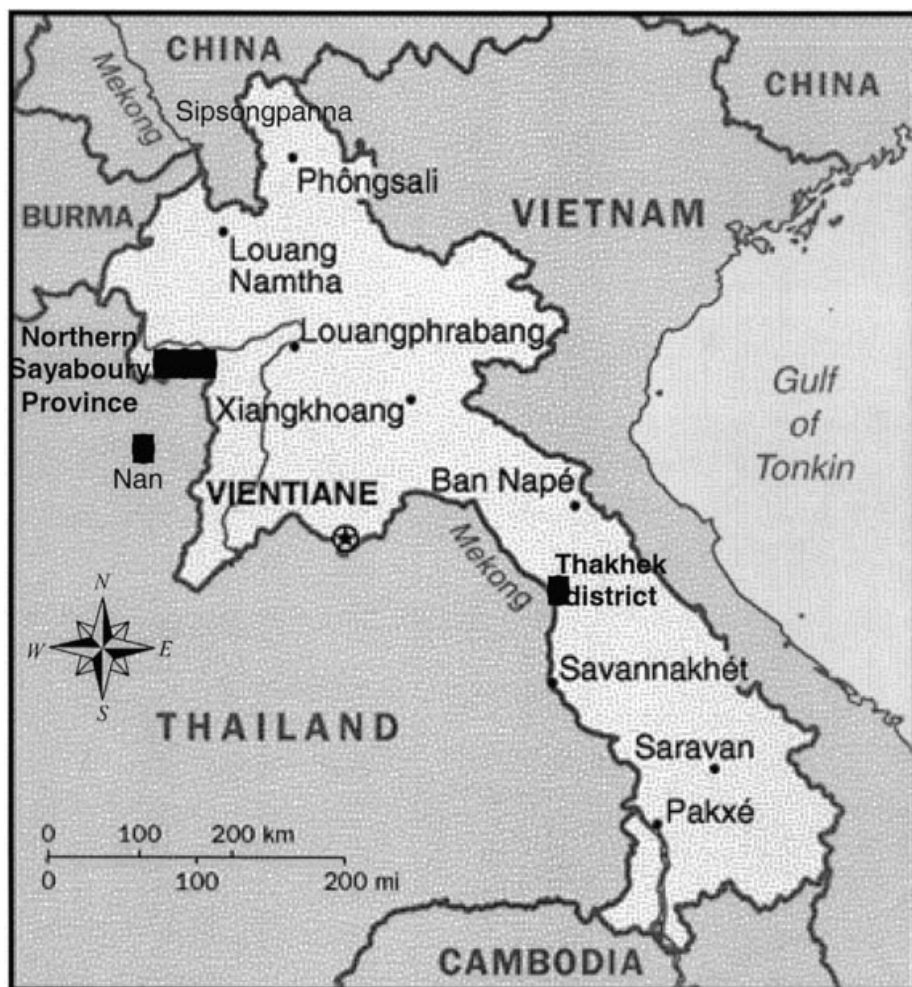 CHINA
Mekong
Sipsongpanna
CHINA
Phôngsali
BURMA
VIETNAM
Louang
Namtha
Northern
Sayaboury
Province
Louangphrabang
Gulf
of
Tonkin
Xiangkhoang
Nan
VIENTIANE
Ban Napé
Mekong
Thakhek
district
N
W
E
S
Savannakhét
THAILAND
Saravan
Pakxé
0 100 200 km
0 100 200 mi
CAMBODIA